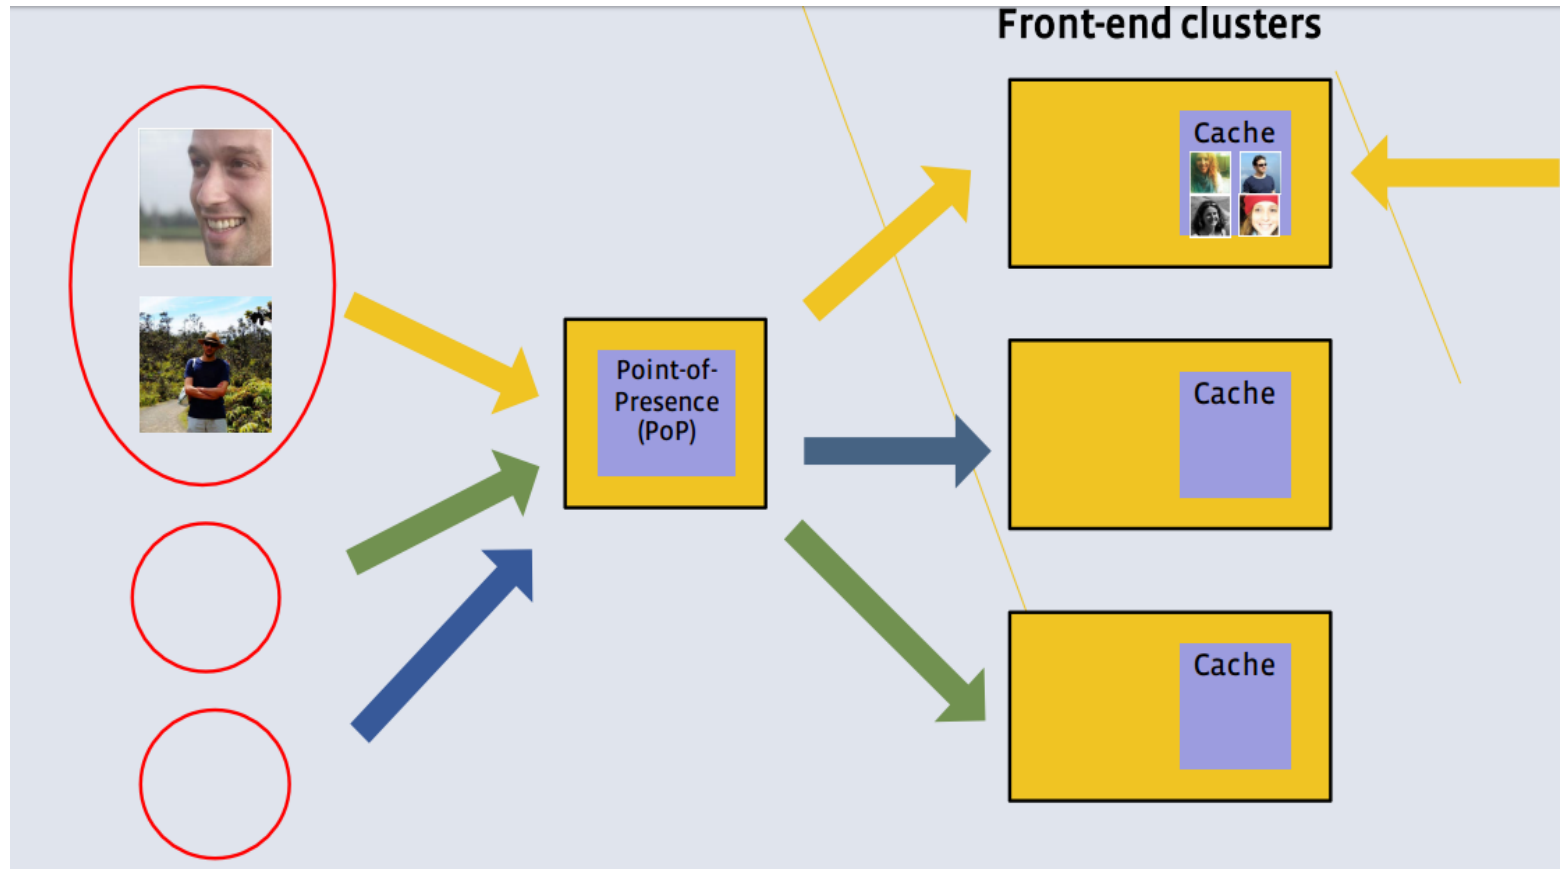 Front-end clusters
Cache
Point-of-
Presence
(PoP)
Cache
Cache